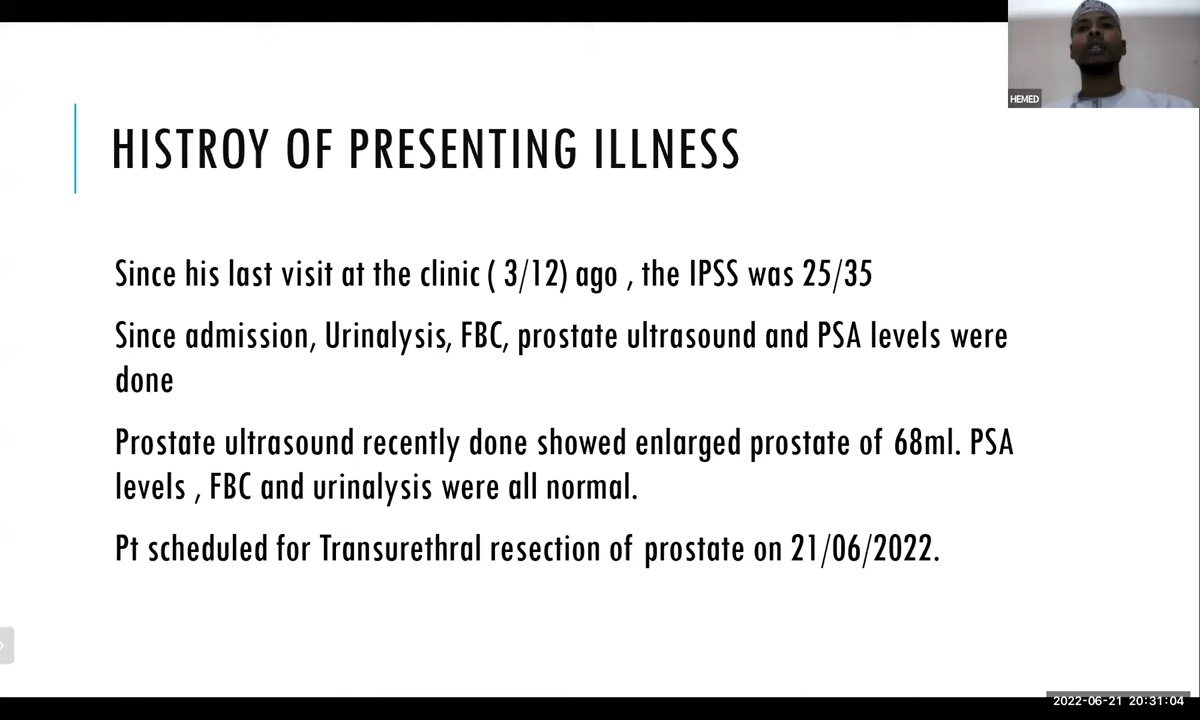 HEMED
HISTROY OF PRESENTING ILLNESS
Since his last visit at the clinic ( 3/12) ago , the IPSS was 25/35
Since admission, Urinalysis, FBC, prostate ultrasound and PSA levels were
done
Prostate ultrasound recently done showed enlarged prostate of 68ml. PSA
levels , FBC and urinalysis were all normal.
Pt scheduled for Transurethral resection of prostate on 21/06/2022.
2022-06-21 20:31:04